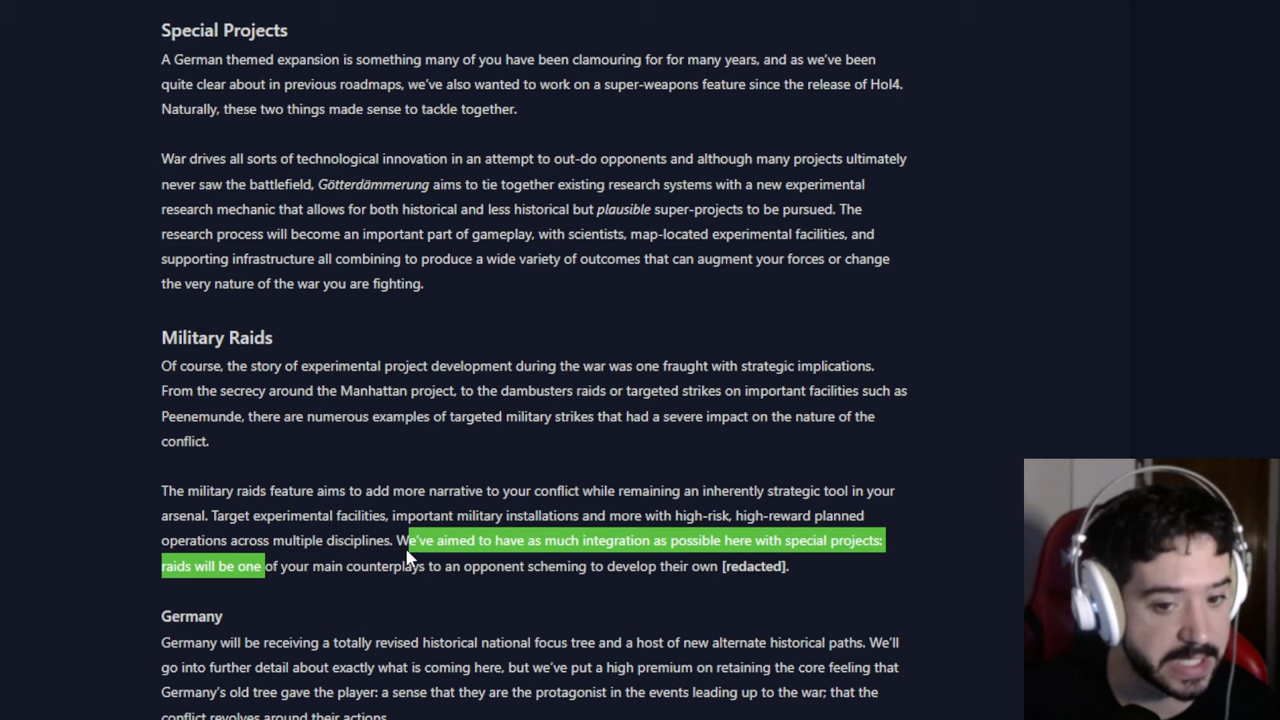 Special Projects
A German themed expansion is something many of you have been clamouring for for many years, and as we've been
quite clear about in previous roadmaps, we've also wanted to work on a super-weapons feature since the release of HoI4.
Naturally, these two things made sense to tackle together.
War drives all sorts of technological innovation in an attempt to out-do opponents and although many projects ultimately
never saw the battlefield, Götterdämmerung aims to tie together existing research systems with a new experimental
research mechanic that allows for both historical and less historical but plausible super-projects to be pursued. The
research process will become an important part of gameplay, with scientists, map-located experimental facilities, and
supporting infrastructure all combining to produce a wide variety of outcomes that can augment your forces or change
the very nature of the war you are fighting.
Military Raids
Of course, the story of experimental project development during the war was one fraught with strategic implications.
From the secrecy around the Manhattan project, to the dambusters raids or targeted strikes on important facilities such as
Peenemunde, there are numerous examples of targeted military strikes that had a severe impact on the nature of the
conflict.
The military raids feature aims to add more narrative to your conflict while remaining an inherently strategic tool in your
arsenal. Target experimental facilities, important military installations and more with high-risk, high-reward planned
operations across multiple disciplines. We've aimed to have as much integration as possible here with special projects:
raids will be one of your main counterplays to an opponent scheming to develop their own [redacted].
Germany
Germany will be receiving a totally revised historical national focus tree and a host of new alternate historical paths. We'll
go into further detail about exactly what is coming here, but we've put a high premium on retaining the core feeling that
Germany's old tree gave the player: a sense that they are the protagonist in the events leading up to the war; that the
conflict revolves around their actions.